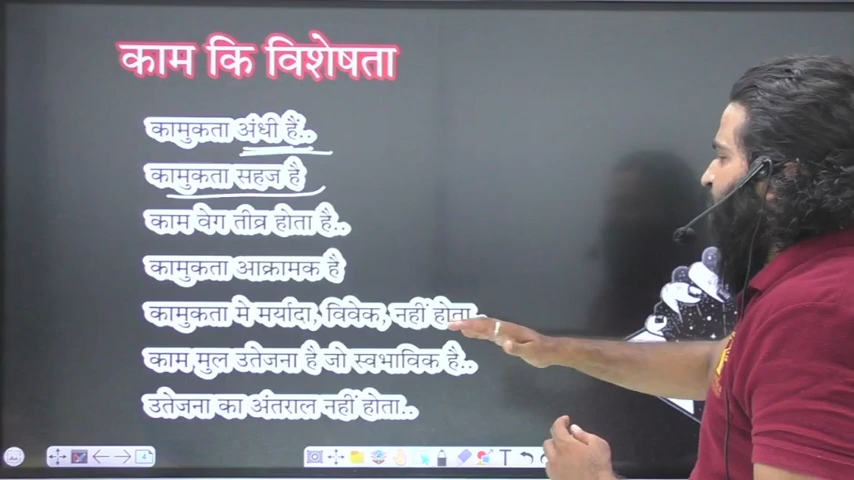 काम कि विशेषता
कामुकता अंधी हैं..
कामुकता सहज है
काम वेग तीव्र होता है..
कामुकता आक्रामक है
कामुकता मे मर्यादा, विवेक, नहीं होता
काम मुल उतेजना है जो स्वभाविक है..
उतेजना का अंतराल नहीं होता..